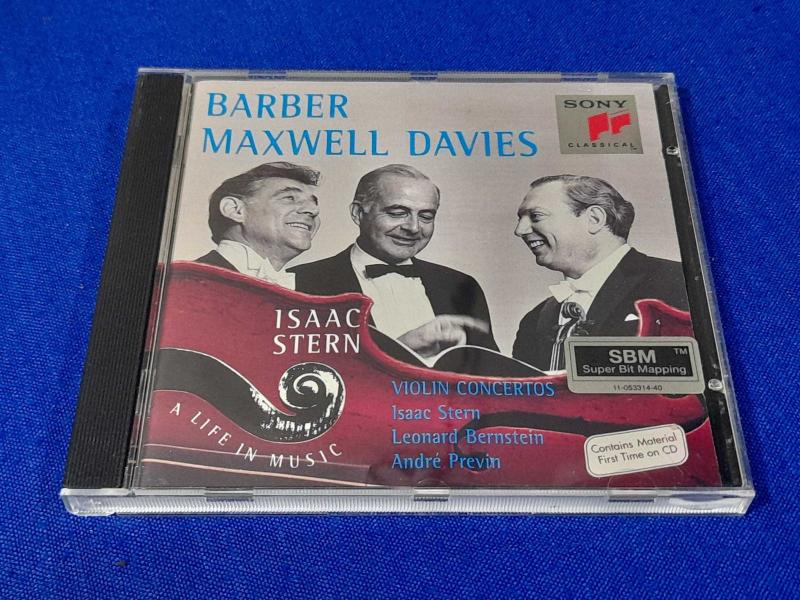 BARBER
MAXWELL DAVIES
SONY
CLASSICAL
ISAAC
STERN
A LIFE IN MUSIC
VIOLIN CONCERTOS
Isaac Stern
Leonard Bernstein
André Previn
SBM™
Super Bit Mapping
11-053314-40
Contains Material
First Time on CD